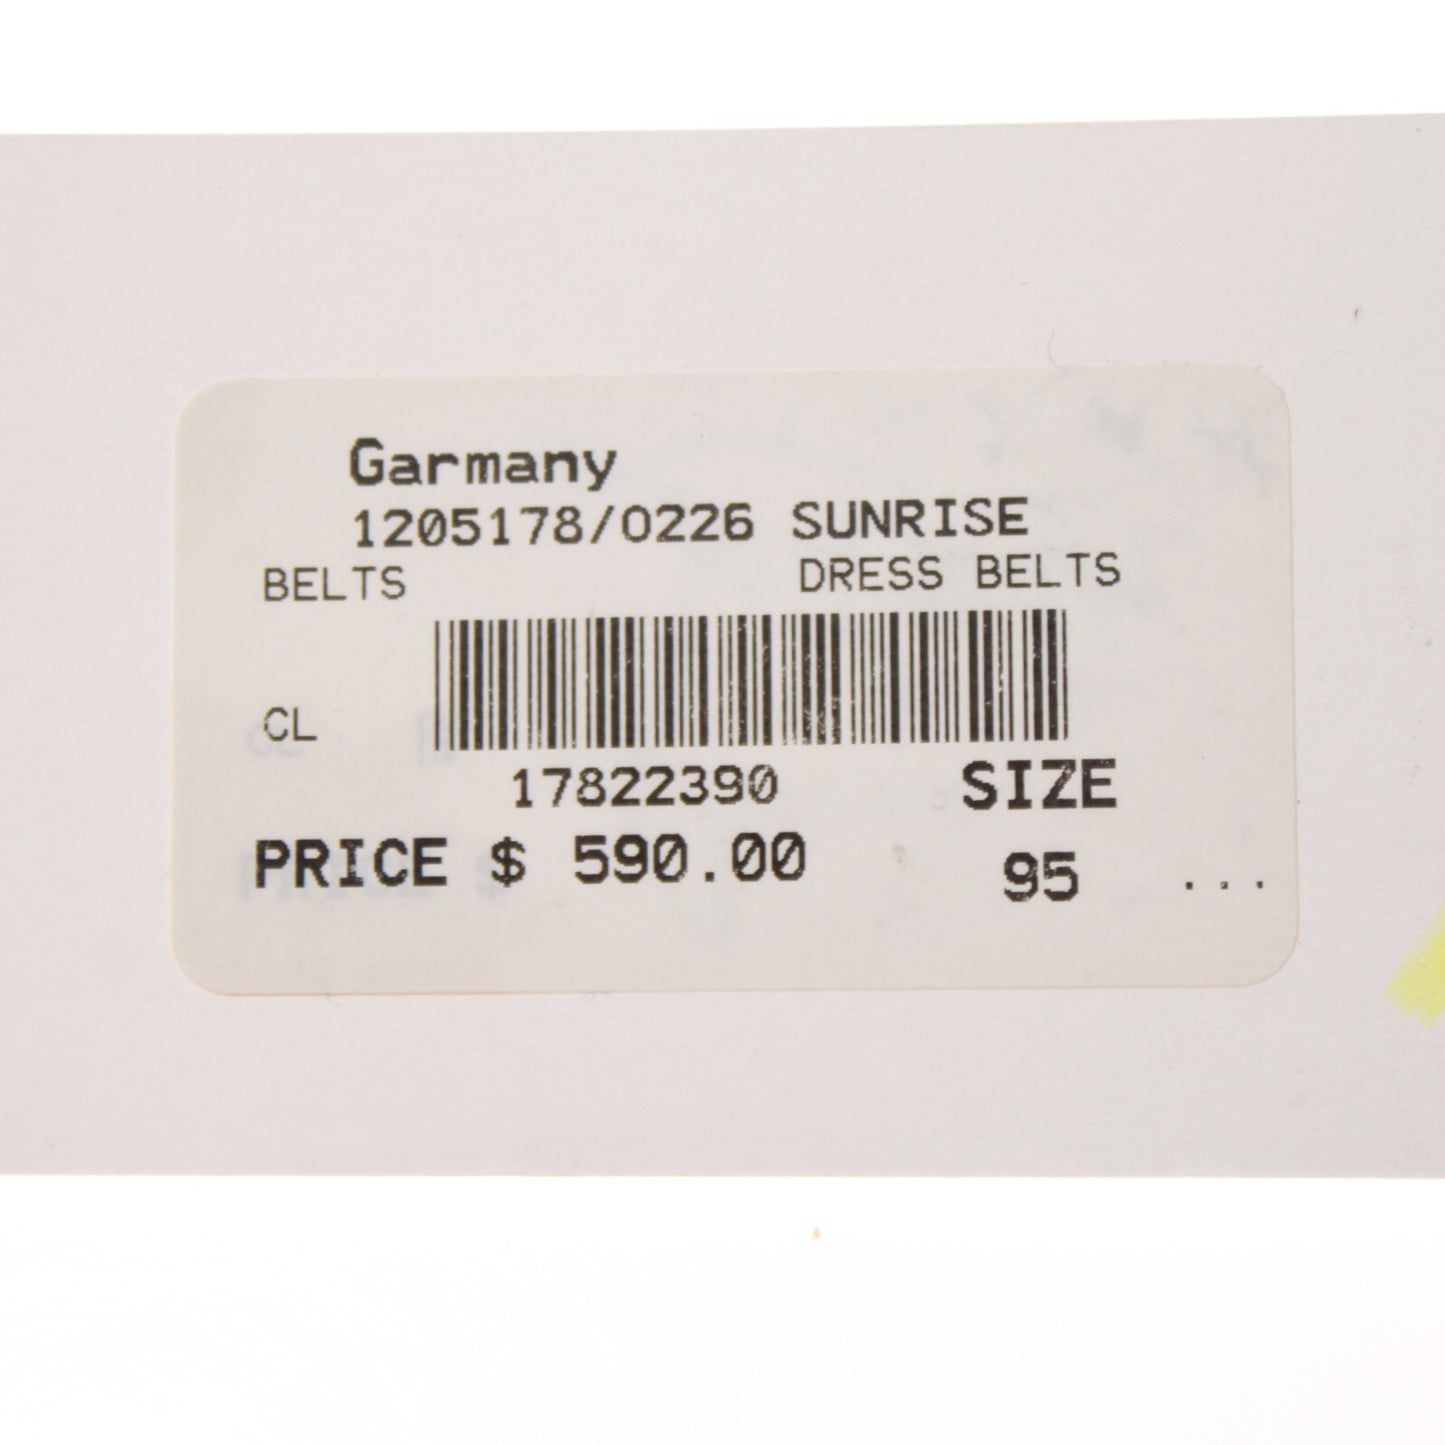 Garmany
1205178/0226 SUNRISE
BELTS DRESS BELTS
CL
17822390 SIZE
PRICE $ 590.00 95 ...